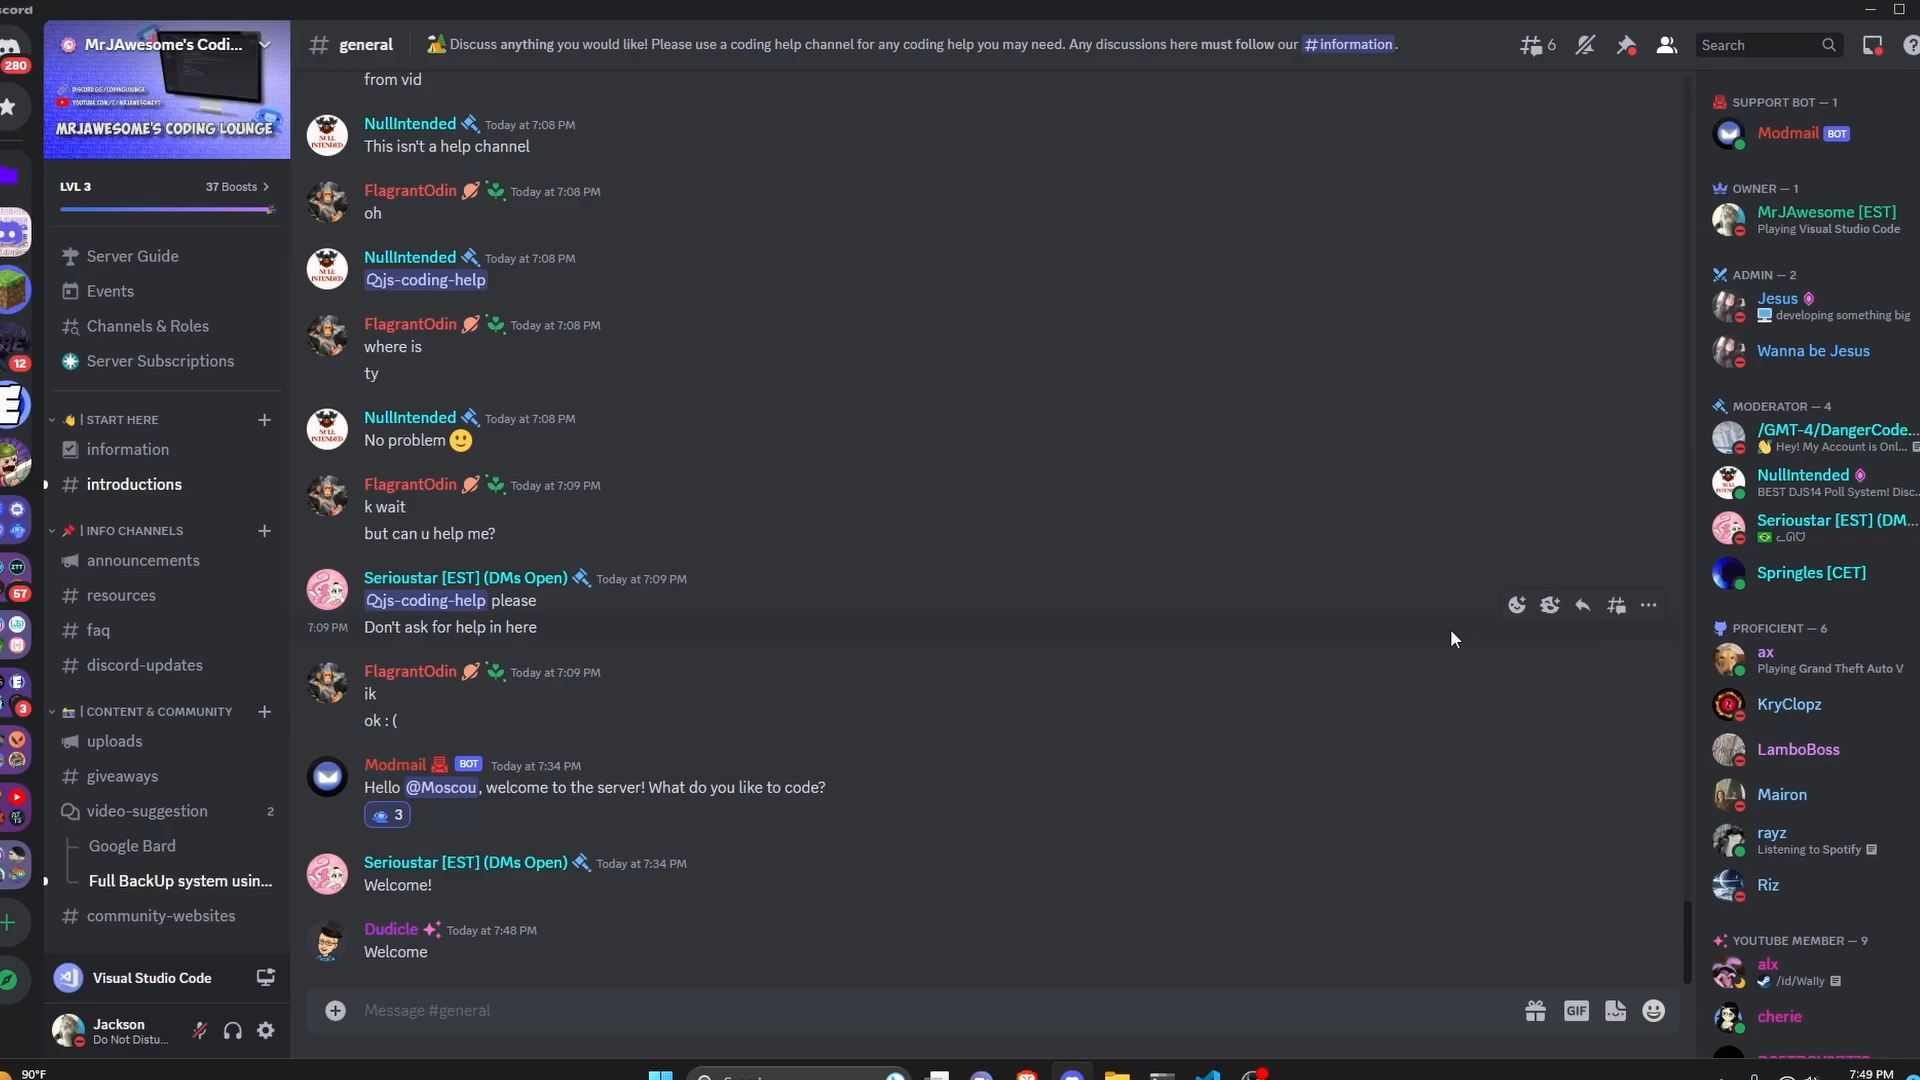 scord
MrJAwesome's Codi...
DISCORD.GG/CODINGLOUNGE
MRJAWESOME'S CODING LOUNGE
LVL 3
37 Boosts
Server Guide
Events
Channels & Roles
Server Subscriptions
| START HERE
information
introductions
| INFO CHANNELS
announcements
resources
faq
discord-updates
| CONTENT & COMMUNITY
uploads
giveaways
video-suggestion
2
Google Bard
Full BackUp system usin...
community-websites
Visual Studio Code
Jackson
Do Not Distu...
280
12
57
3
general
Discuss anything you would like! Please use a coding help channel for any coding help you may need. Any discussions here must follow our #information.
6
Search
from vid
NullIntended Today at 7:08 PM
This isn't a help channel
FlagrantOdin Today at 7:08 PM
oh
NullIntended Today at 7:08 PM
js-coding-help
FlagrantOdin Today at 7:08 PM
where is
ty
NullIntended Today at 7:08 PM
No problem
FlagrantOdin Today at 7:09 PM
k wait
but can u help me?
Serioustar [EST] (DMs Open) Today at 7:09 PM
js-coding-help please
7:09 PM Don't ask for help in here
FlagrantOdin Today at 7:09 PM
ik
ok : (
Modmail BOT Today at 7:34 PM
Hello @Moscou, welcome to the server! What do you like to code?
3
Serioustar [EST] (DMs Open) Today at 7:34 PM
Welcome!
Dudicle Today at 7:48 PM
Welcome
Message #general
GIF
SUPPORT BOT — 1
Modmail BOT
OWNER — 1
MrJAwesome [EST]
Playing Visual Studio Code
ADMIN — 2
Jesus
developing something big
Wanna be Jesus
MODERATOR — 4
/GMT-4/DangerCode...
Hey! My Account is Onl...
NullIntended
BEST DJS14 Poll System! Disc...
Serioustar [EST] (DM...
Springles [CET]
PROFICIENT — 6
ax
Playing Grand Theft Auto V
KryClopz
LamboBoss
Mairon
rayz
Listening to Spotify
Riz
YOUTUBE MEMBER — 9
alx
/id/Wally
cherie
90°F
7:49 PM